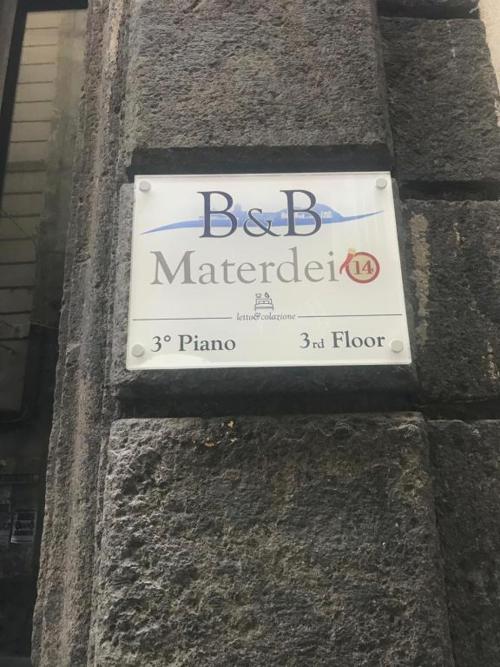 B&B
Materdei 14
letto&colazione
3° Piano 3rd Floor